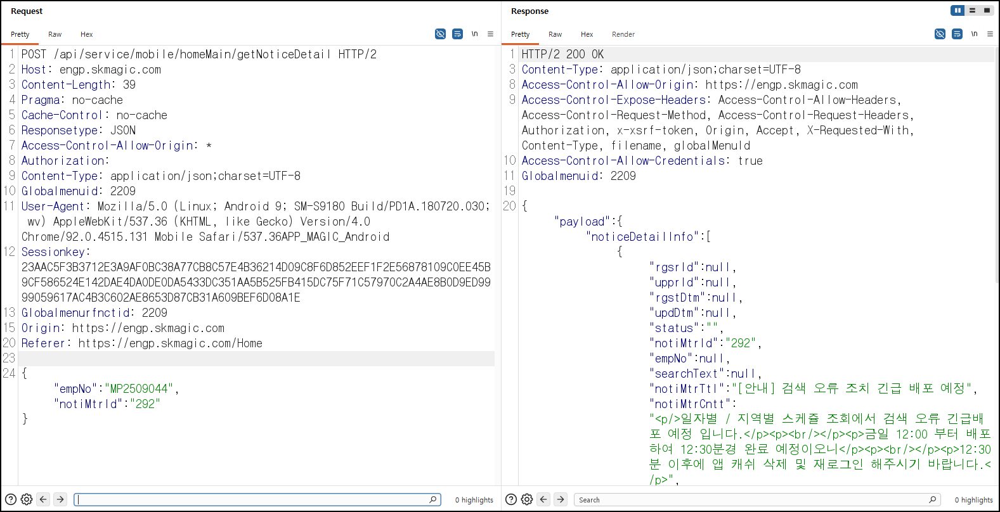 Request
Pretty Raw Hex \n
1 POST /api/service/mobile/homeMain/getNoticeDetail HTTP/2
2 Host: engp.skmagic.com
3 Content-Length: 39
4 Pragma: no-cache
5 Cache-Control: no-cache
6 Responsetype: JSON
7 Access-Control-Allow-Origin: *
8 Authorization:
9 Content-Type: application/json;charset=UTF-8
10 Globalmenuid: 2209
11 User-Agent: Mozilla/5.0 (Linux; Android 9; SM-S9180 Build/PD1A.180720.030;
wv) AppleWebKit/537.36 (KHTML, like Gecko) Version/4.0
Chrome/92.0.4515.131 Mobile Safari/537.36APP_MAGIC_Android
12 Sessionkey:
23AAC5F3B3712E3A9AF0BC38A77CB8C57E4B36214D09C8F6D852EEF1F2E56878109C0EE45B
9CF586524E142DAE4DA0DE0DA5433DC351AA5B525FB415DC75F71C57970C2A4AE8B0D9ED99
99059617AC4B3C602AE8653D87CB31A609BEF6D08A1E
13 Globalmenurfnctid: 2209
15 Origin: https://engp.skmagic.com
20 Referer: https://engp.skmagic.com/Home
23
24 {
"empNo":"MP2509044",
"notiMtrId":"292"
}
0 highlights
Response
Pretty Raw Hex Render \n
1 HTTP/2 200 OK
3 Content-Type: application/json;charset=UTF-8
8 Access-Control-Allow-Origin: https://engp.skmagic.com
9 Access-Control-Expose-Headers: Access-Control-Allow-Headers,
Access-Control-Request-Method, Access-Control-Request-Headers,
Authorization, x-xsrf-token, Origin, Accept, X-Requested-With,
Content-Type, filename, globalMenuId
10 Access-Control-Allow-Credentials: true
11 Globalmenuid: 2209
19
20 {
"payload":{
"noticeDetailInfo":[
{
"rgsrId":null,
"upprId":null,
"rgstDtm":null,
"updDtm":null,
"status":"",
"notiMtrId":"292",
"empNo":null,
"searchText":null,
"notiMtrTtl":"[안내] 검색 오류 조치 긴급 배포 예정",
"notiMtrCntt":
"<p/>일자별 / 지역별 스케쥴 조회에서 검색 오류 긴급배
포 예정 입니다.</p><p><br/></p><p>금일 12:00 부터 배포
하여 12:30분경 완료 예정이오니</p><p><br/></p><p>12:30
분 이후에 앱 캐쉬 삭제 및 재로그인 해주시기 바랍니다.<
/p>",
Search
0 highlights